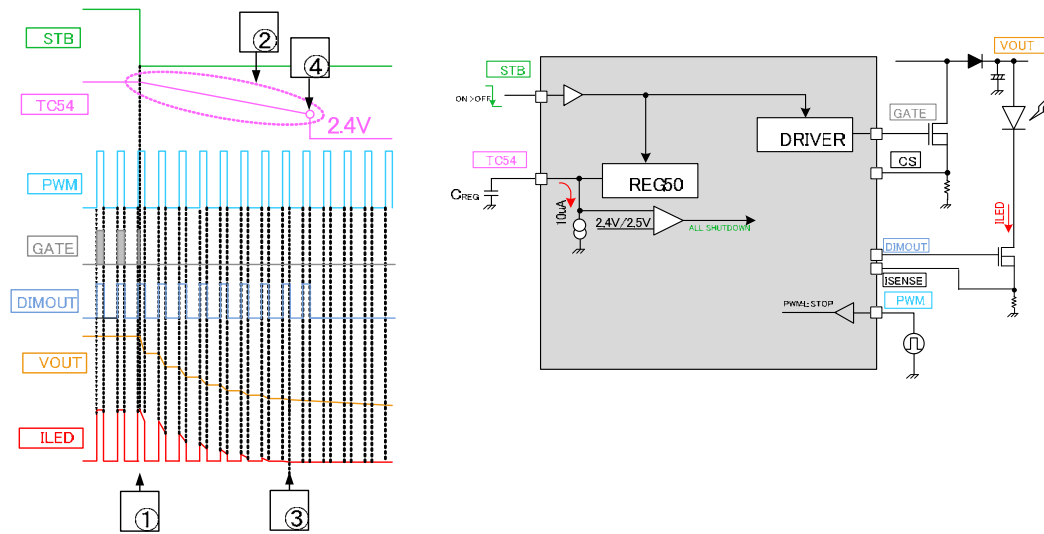 STB
②
④
TC54
2.4V
PWM
GATE
DIMOUT
VOUT
ILED
①
③
STB
ON >OFF
TC54
CREG
10uA
REG50
2.4V/2.5V
ALL SHUTDOWN
DRIVER
PWM=L:STOP
VOUT
GATE
CS
ILED
DIMOUT
ISENSE
PWM